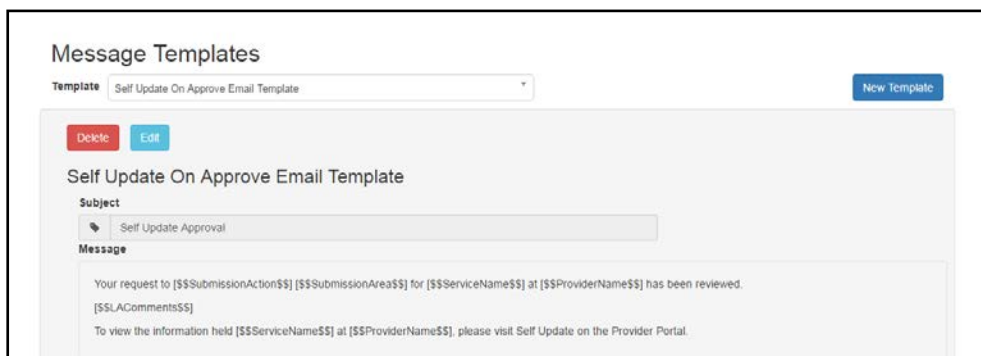 Message Templates
Template Self Update On Approve Email Template New Template
Delete Edit
Self Update On Approve Email Template
Subject
Self Update Approval
Message
Your request to [$$SubmissionAction$$] [$$SubmissionArea$$] for [$$ServiceName$$] at [$$ProviderName$$] has been reviewed.
[$$LAComments$$]
To view the information held [$$ServiceName$$] at [$$ProviderName$$], please visit Self Update on the Provider Portal.